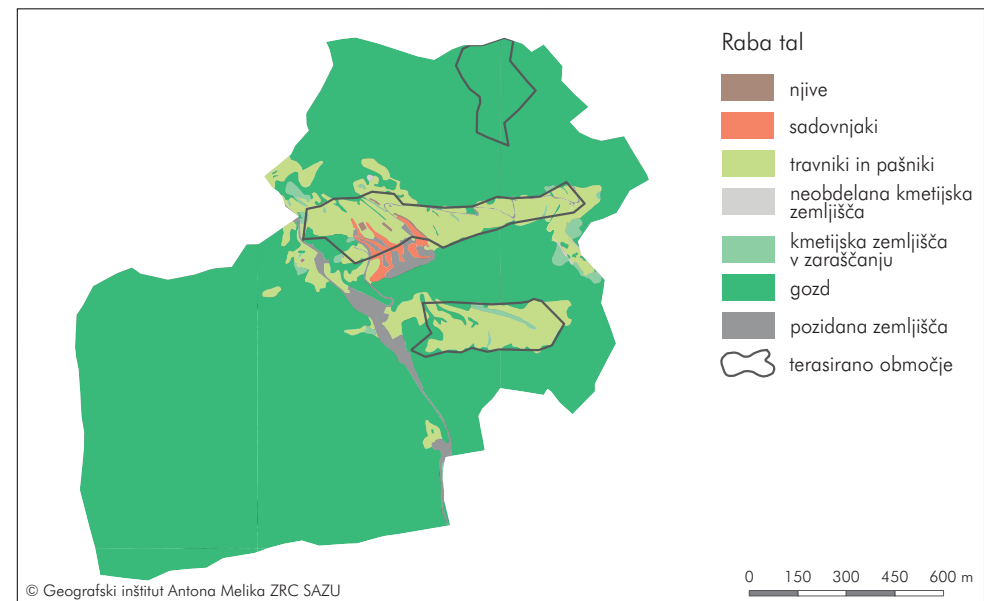 Raba tal
njive
sadovnjaki
travniki in pašniki
neobdelana kmetijska
zemljišča
kmetijska zemljišča
v zaraščanju
gozd
pozidana zemljišča
terasirano območje
© Geografski inštitut Antona Melika ZRC SAZU
0 150 300 450 600 m